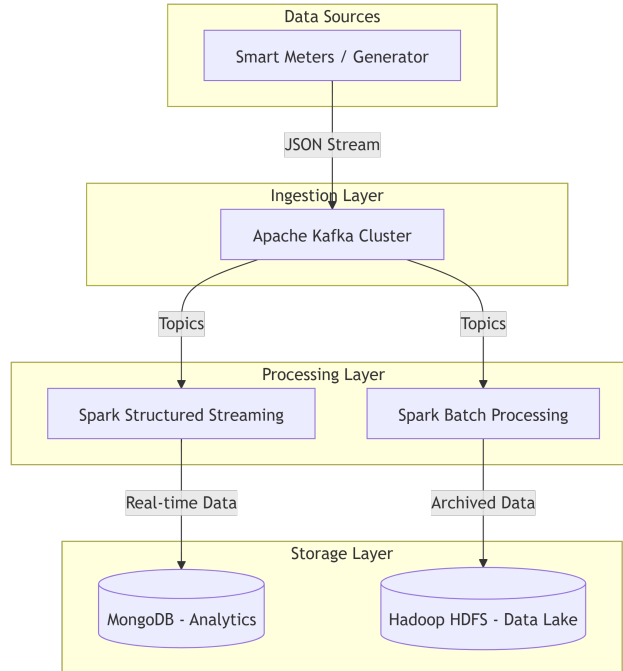 Data Sources
Smart Meters / Generator
JSON Stream
Ingestion Layer
Apache Kafka Cluster
Topics
Topics
Processing Layer
Spark Structured Streaming
Spark Batch Processing
Real-time Data
Archived Data
Storage Layer
MongoDB - Analytics
Hadoop HDFS - Data Lake